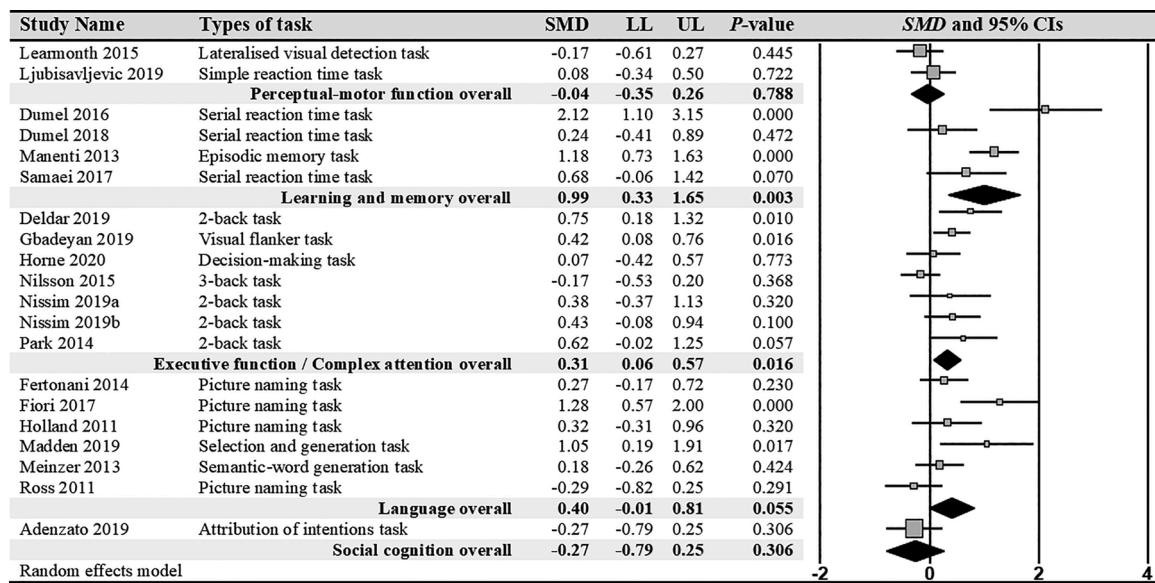 Study Name Types of task SMD LL UL P-value SMD and 95% CIs
Learmonth 2015 Lateralised visual detection task -0.17 -0.61 0.27 0.445
Ljubisavljevic 2019 Simple reaction time task 0.08 -0.34 0.50 0.722
Perceptual-motor function overall -0.04 -0.35 0.26 0.788
Dumel 2016 Serial reaction time task 2.12 1.10 3.15 0.000
Dumel 2018 Serial reaction time task 0.24 -0.41 0.89 0.472
Manenti 2013 Episodic memory task 1.18 0.73 1.63 0.000
Samaei 2017 Serial reaction time task 0.68 -0.06 1.42 0.070
Learning and memory overall 0.99 0.33 1.65 0.003
Deldar 2019 2-back task 0.75 0.18 1.32 0.010
Gbadeyan 2019 Visual flanker task 0.42 0.08 0.76 0.016
Horne 2020 Decision-making task 0.07 -0.42 0.57 0.773
Nilsson 2015 3-back task -0.17 -0.53 0.20 0.368
Nissim 2019a 2-back task 0.38 -0.37 1.13 0.320
Nissim 2019b 2-back task 0.43 -0.08 0.94 0.100
Park 2014 2-back task 0.62 -0.02 1.25 0.057
Executive function / Complex attention overall 0.31 0.06 0.57 0.016
Fertonani 2014 Picture naming task 0.27 -0.17 0.72 0.230
Fiori 2017 Picture naming task 1.28 0.57 2.00 0.000
Holland 2011 Picture naming task 0.32 -0.31 0.96 0.320
Madden 2019 Selection and generation task 1.05 0.19 1.91 0.017
Meinzer 2013 Semantic-word generation task 0.18 -0.26 0.62 0.424
Ross 2011 Picture naming task -0.29 -0.82 0.25 0.291
Language overall 0.40 -0.01 0.81 0.055
Adenzato 2019 Attribution of intentions task -0.27 -0.79 0.25 0.306
Social cognition overall -0.27 -0.79 0.25 0.306
Random effects model -2 0 2 4